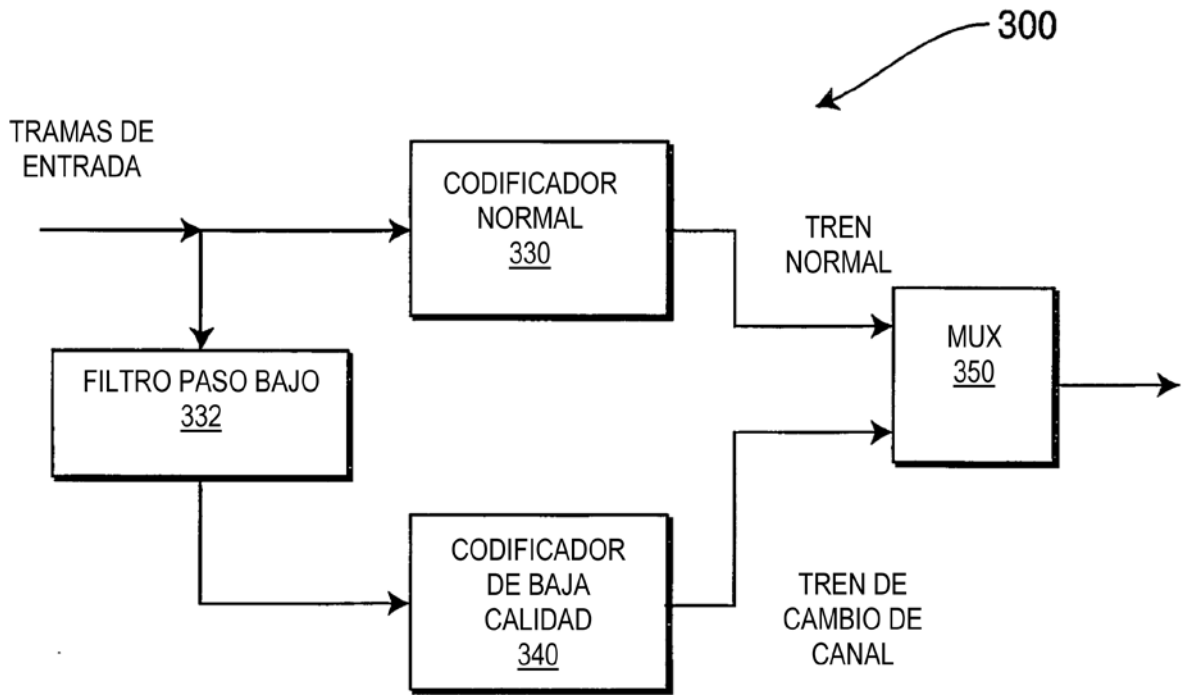 300
TRAMAS DE
ENTRADA
CODIFICADOR
NORMAL
330
TREN
NORMAL
MUX
350
FILTRO PASO BAJO
332
CODIFICADOR
DE BAJA
CALIDAD
340
TREN DE
CAMBIO DE
CANAL